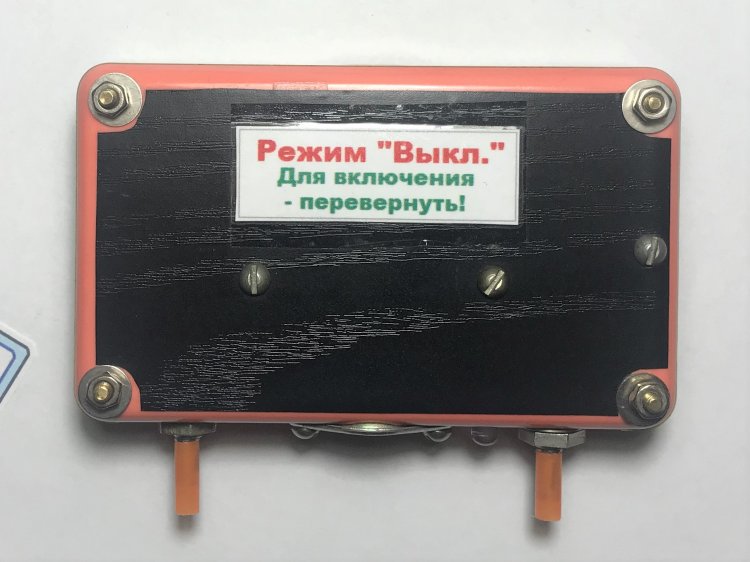 Режим "Выкл."
Для включения
- перевернуть!